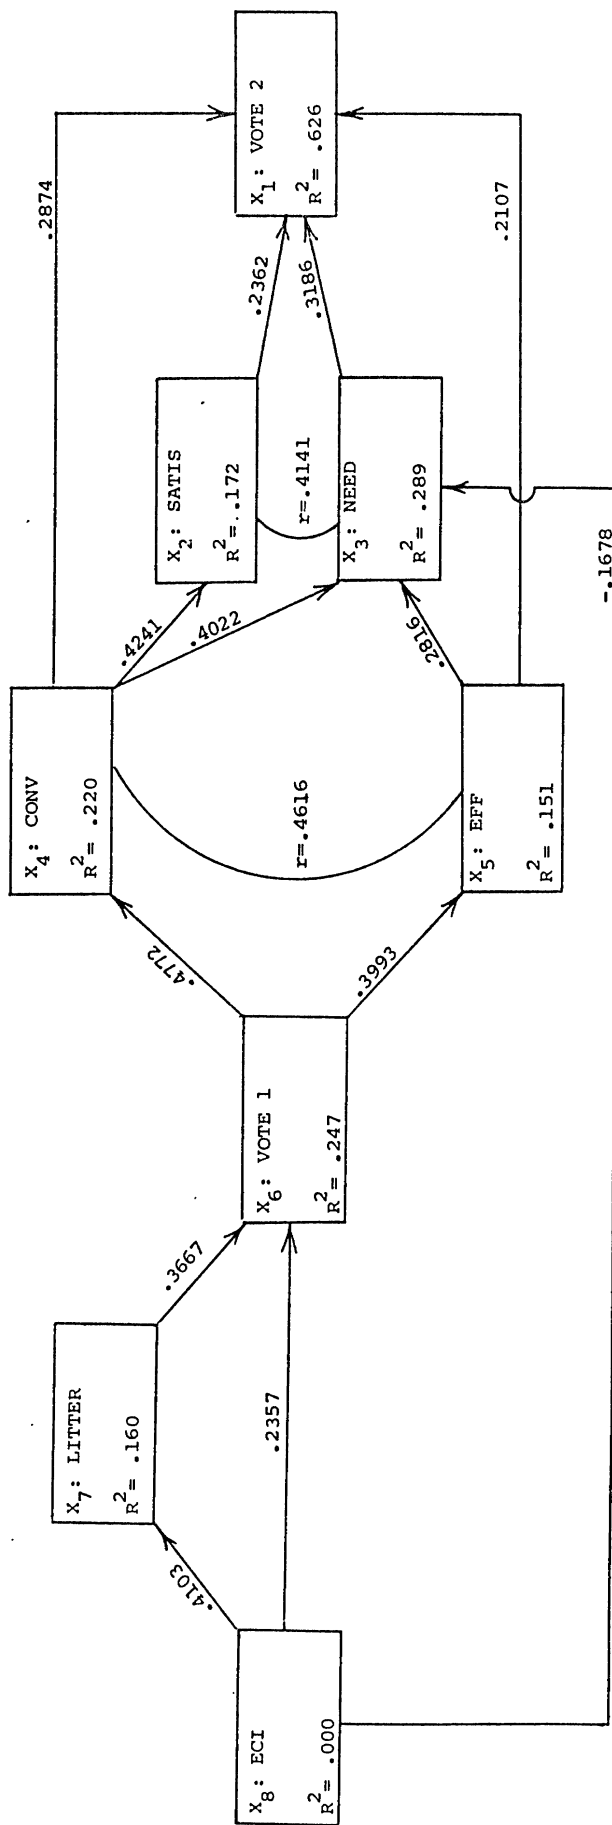 X8: ECI
R2= .000
.4103
X7: LITTER
R2= .160
.3667
.2357
X6: VOTE 1
R2= .247
.4772
.3993
X4: CONV
R2= .220
r=.4616
X5: EFF
R2= .151
.4241
.4022
.2816
X2: SATIS
R2= ..172
r=.4141
X3: NEED
R2= .289
-.1678
.2874
.2362
.3186
.2107
X1: VOTE 2
R2= .626